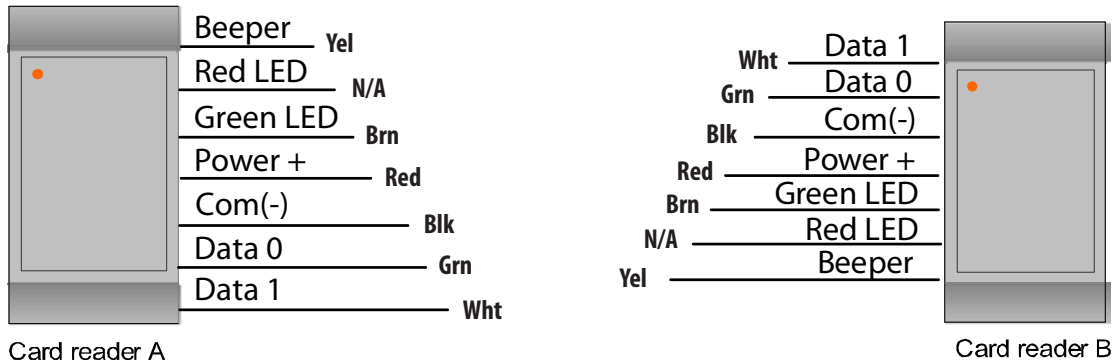 Beeper Yel
Red LED N/A
Green LED Brn
Power + Red
Com(-) Blk
Data 0 Grn
Data 1 Wht
Card reader A
Wht Data 1
Grn Data 0
Blk Com(-)
Red Power +
Brn Green LED
N/A Red LED
Yel Beeper
Card reader B